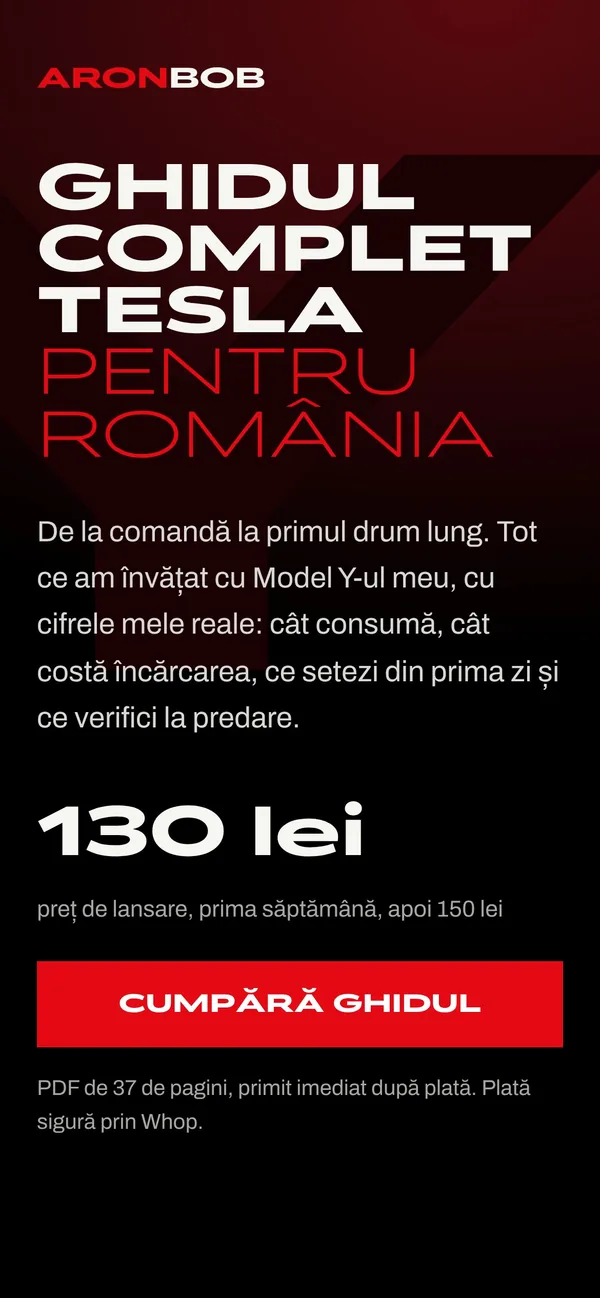 ARONBOB
GHIDUL
COMPLET
TESLA
PENTRU
ROMÂNIA
De la comandă la primul drum lung. Tot
ce am învățat cu Model Y-ul meu, cu
cifrele mele reale: cât consumă, cât
costă încărcarea, ce setezi din prima zi și
ce verifici la predare.
130 lei
preț de lansare, prima săptămână, apoi 150 lei
CUMPĂRĂ GHIDUL
PDF de 37 de pagini, primit imediat după plată. Plată
sigură prin Whop.